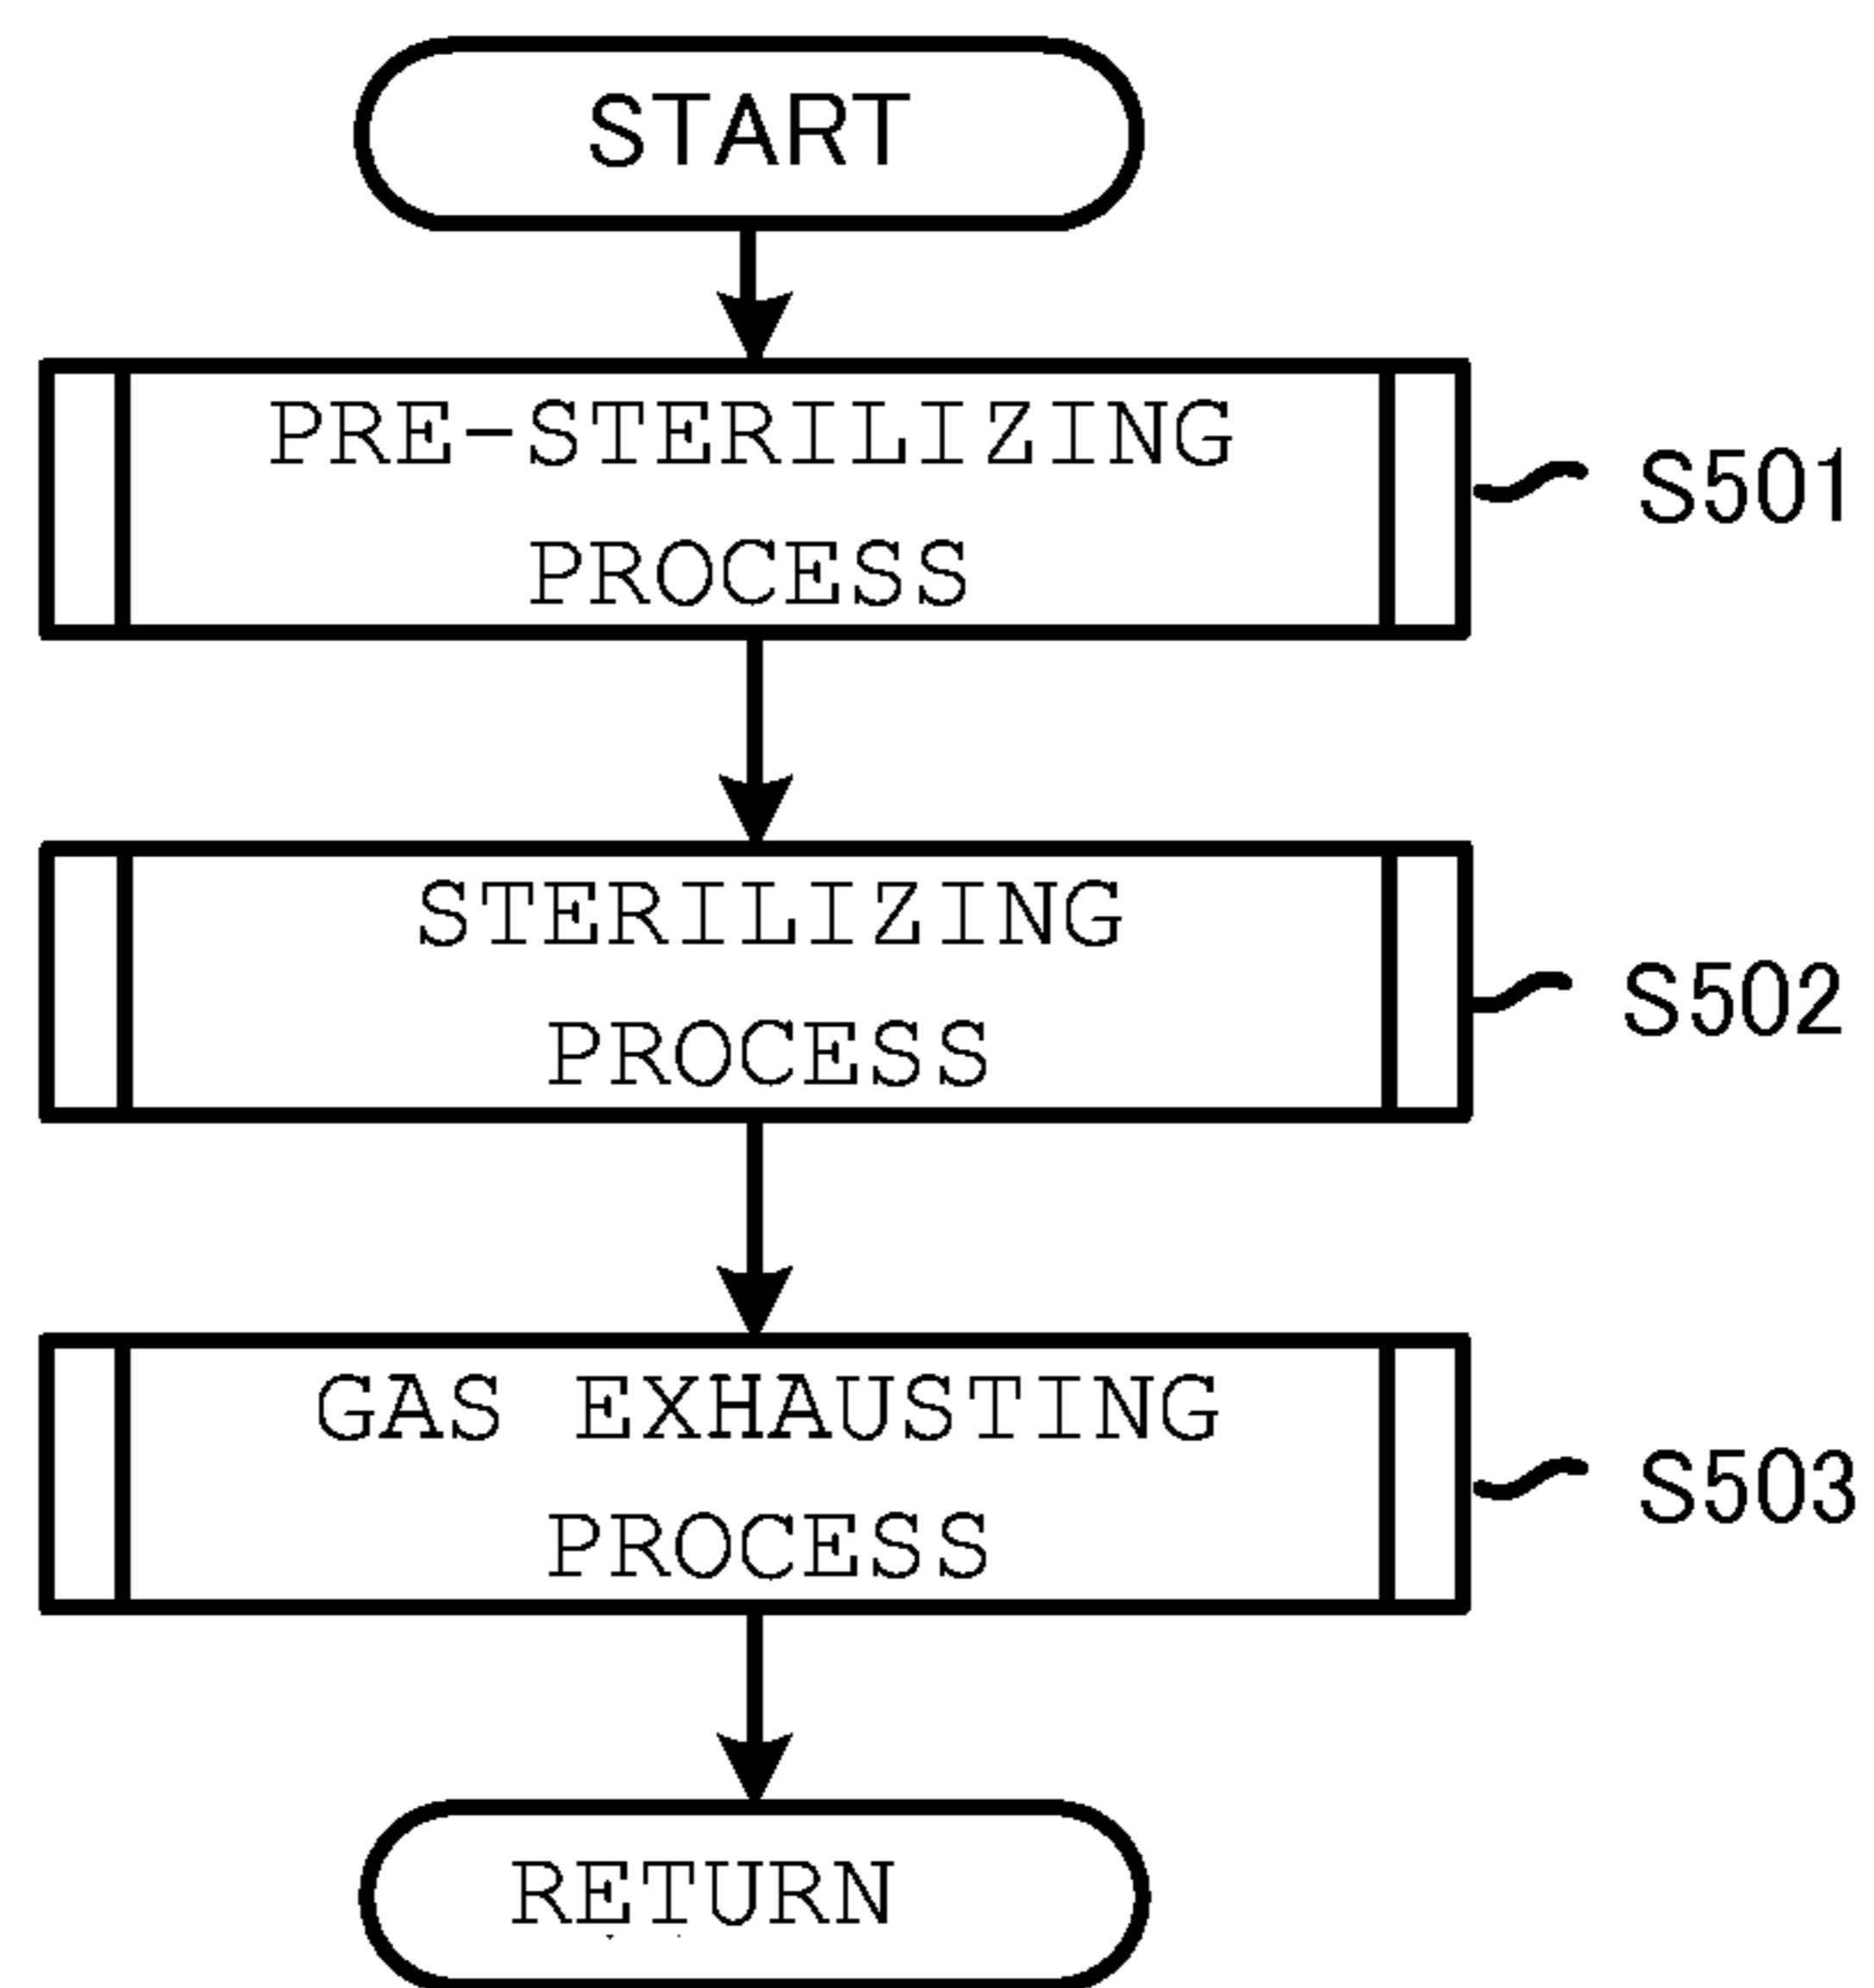 START
PRE-STERILIZING
PROCESS
S501
STERILIZING
PROCESS
S502
GAS EXHAUSTING
PROCESS
S503
RETURN